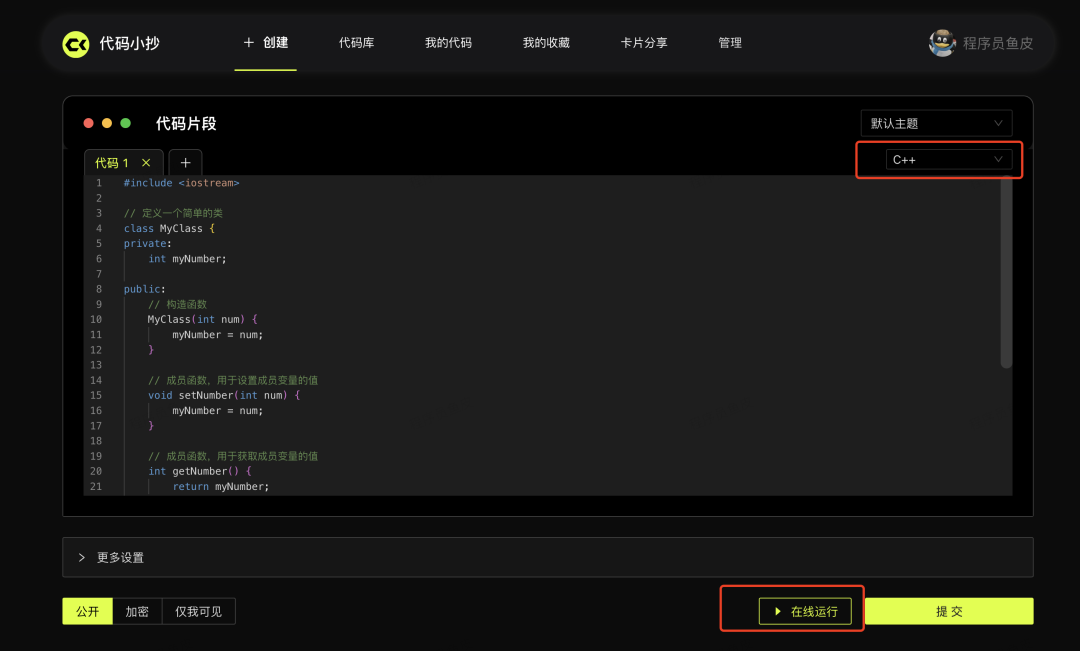 代码小抄
+ 创建
代码库
我的代码
我的收藏
卡片分享
管理
程序员鱼皮
代码片段
默认主题
代码 1 ×
+
C++
1 #include <iostream>
2
3 // 定义一个简单的类
4 class MyClass {
5 private:
6     int myNumber;
7
8 public:
9     // 构造函数
10     MyClass(int num) {
11         myNumber = num;
12     }
13
14     // 成员函数，用于设置成员变量的值
15     void setNumber(int num) {
16         myNumber = num;
17     }
18
19     // 成员函数，用于获取成员变量的值
20     int getNumber() {
21         return myNumber;
更多设置
公开
加密
仅我可见
在线运行
提 交